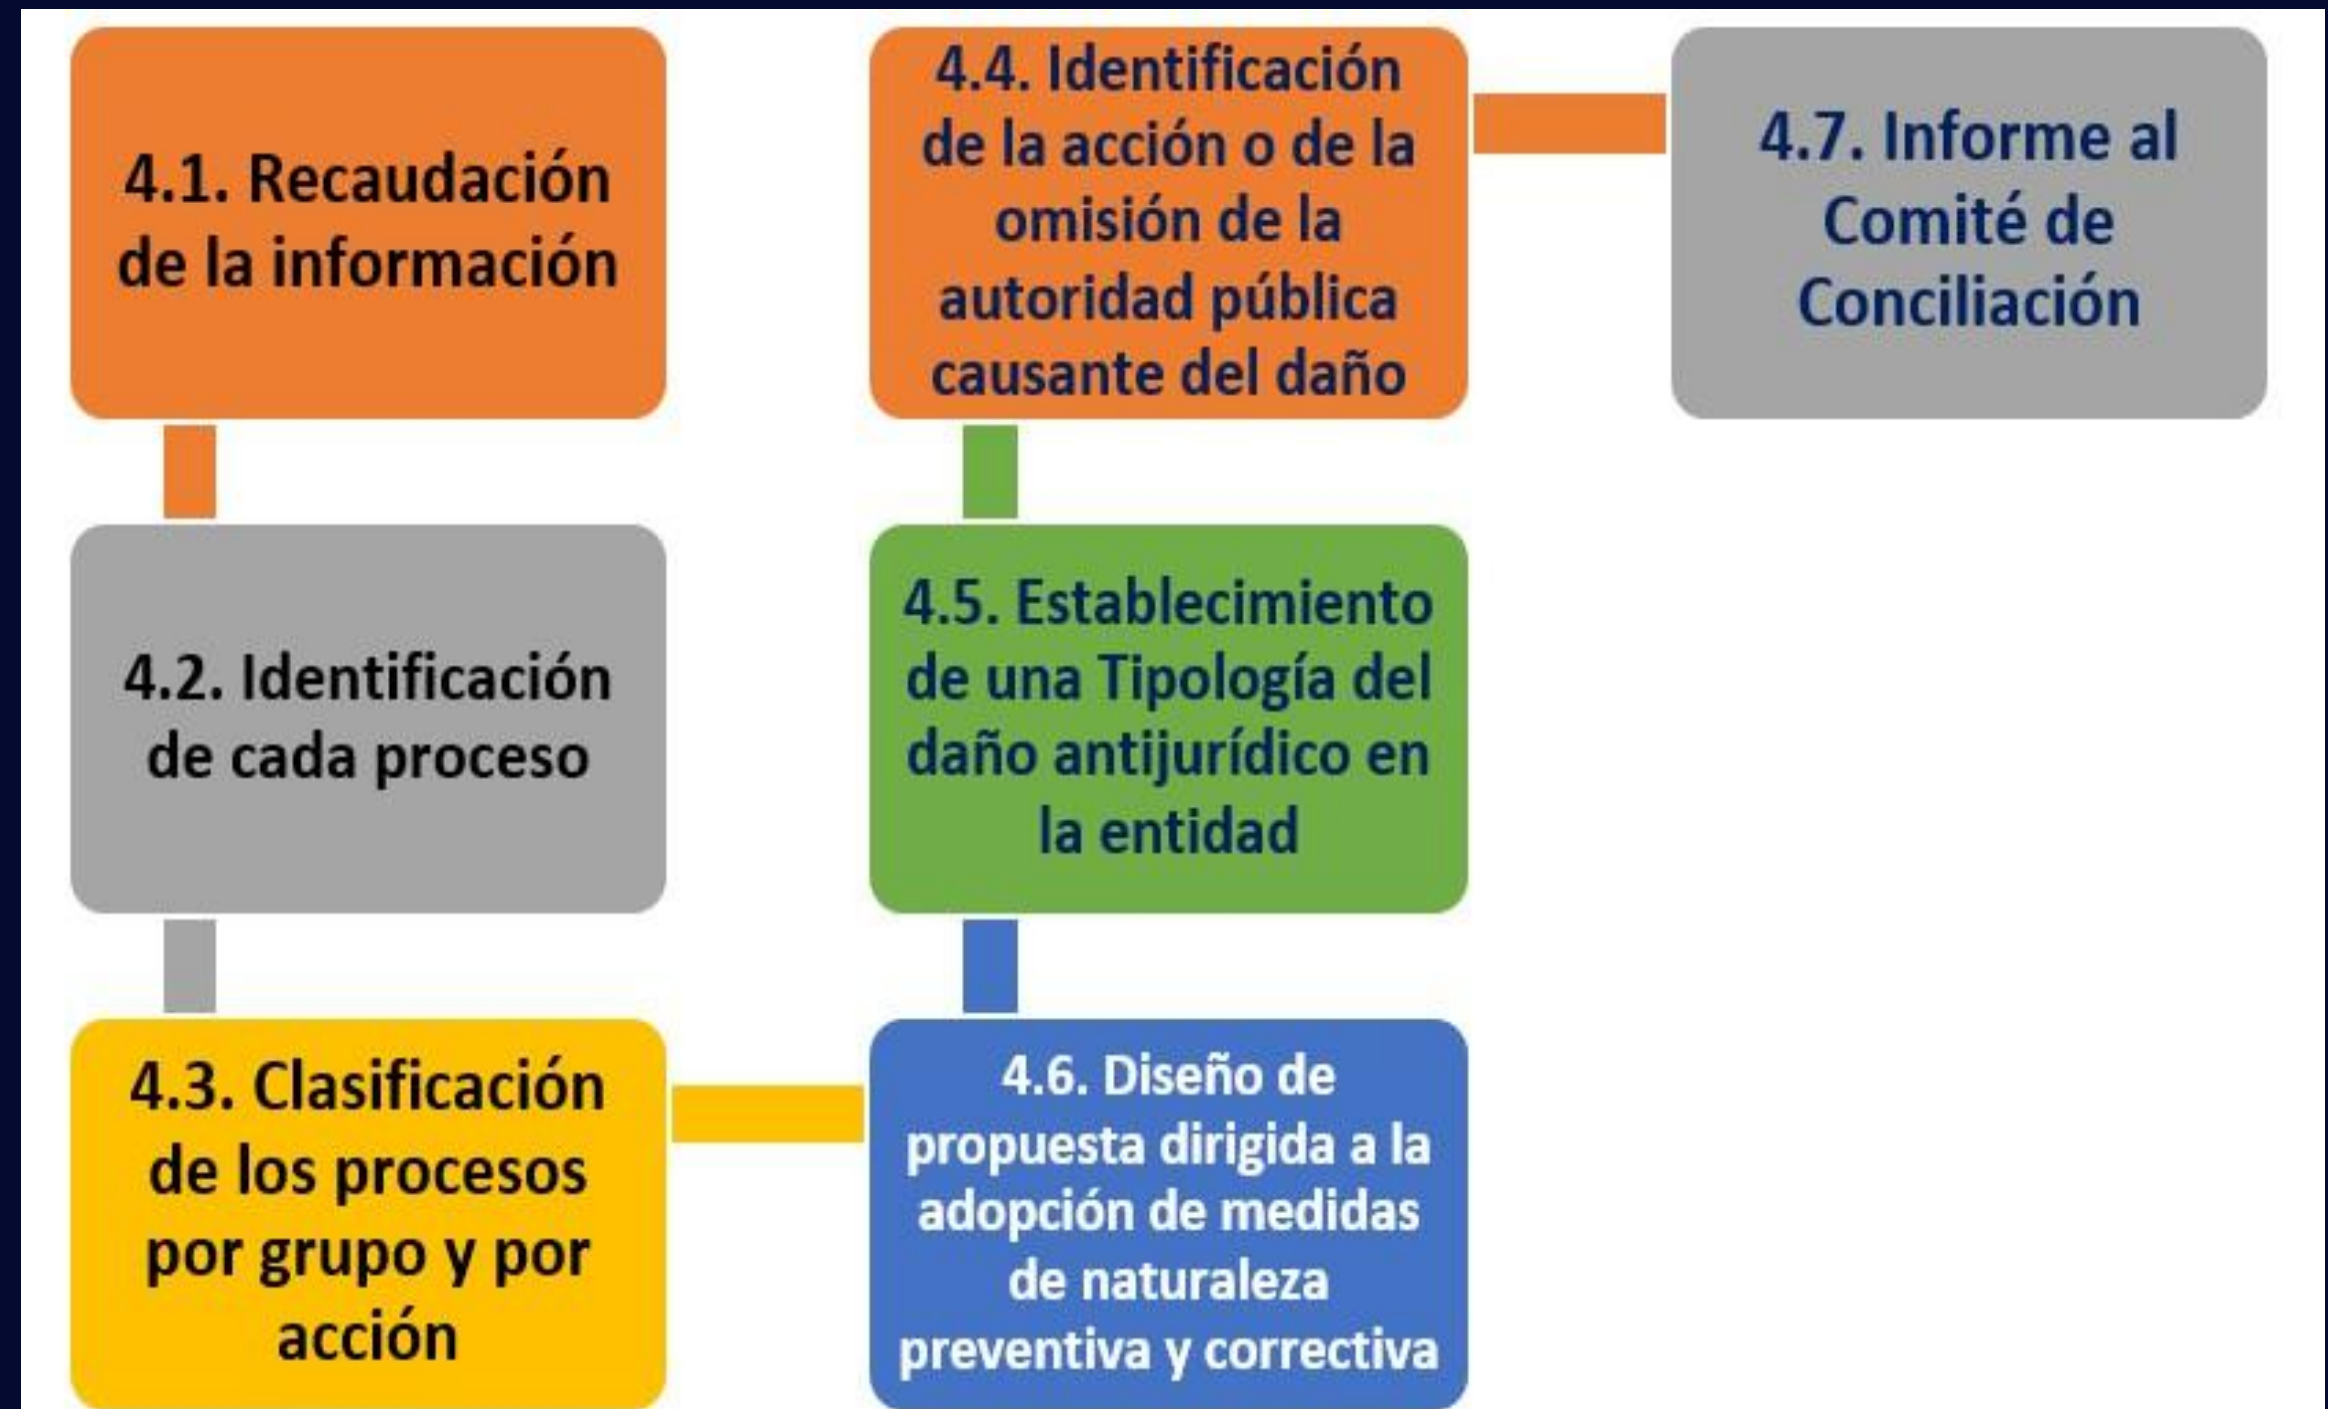 4.1. Recaudación
de la información
4.2. Identificación
de cada proceso
4.3. Clasificación
de los procesos
por grupo y por
acción
4.4. Identificación
de la acción o de la
omisión de la
autoridad pública
causante del daño
4.5. Establecimiento
de una Tipología del
daño antijurídico en
la entidad
4.6. Diseño de
propuesta dirigida a la
adopción de medidas
de naturaleza
preventiva y correctiva
4.7. Informe al
Comité de
Conciliación